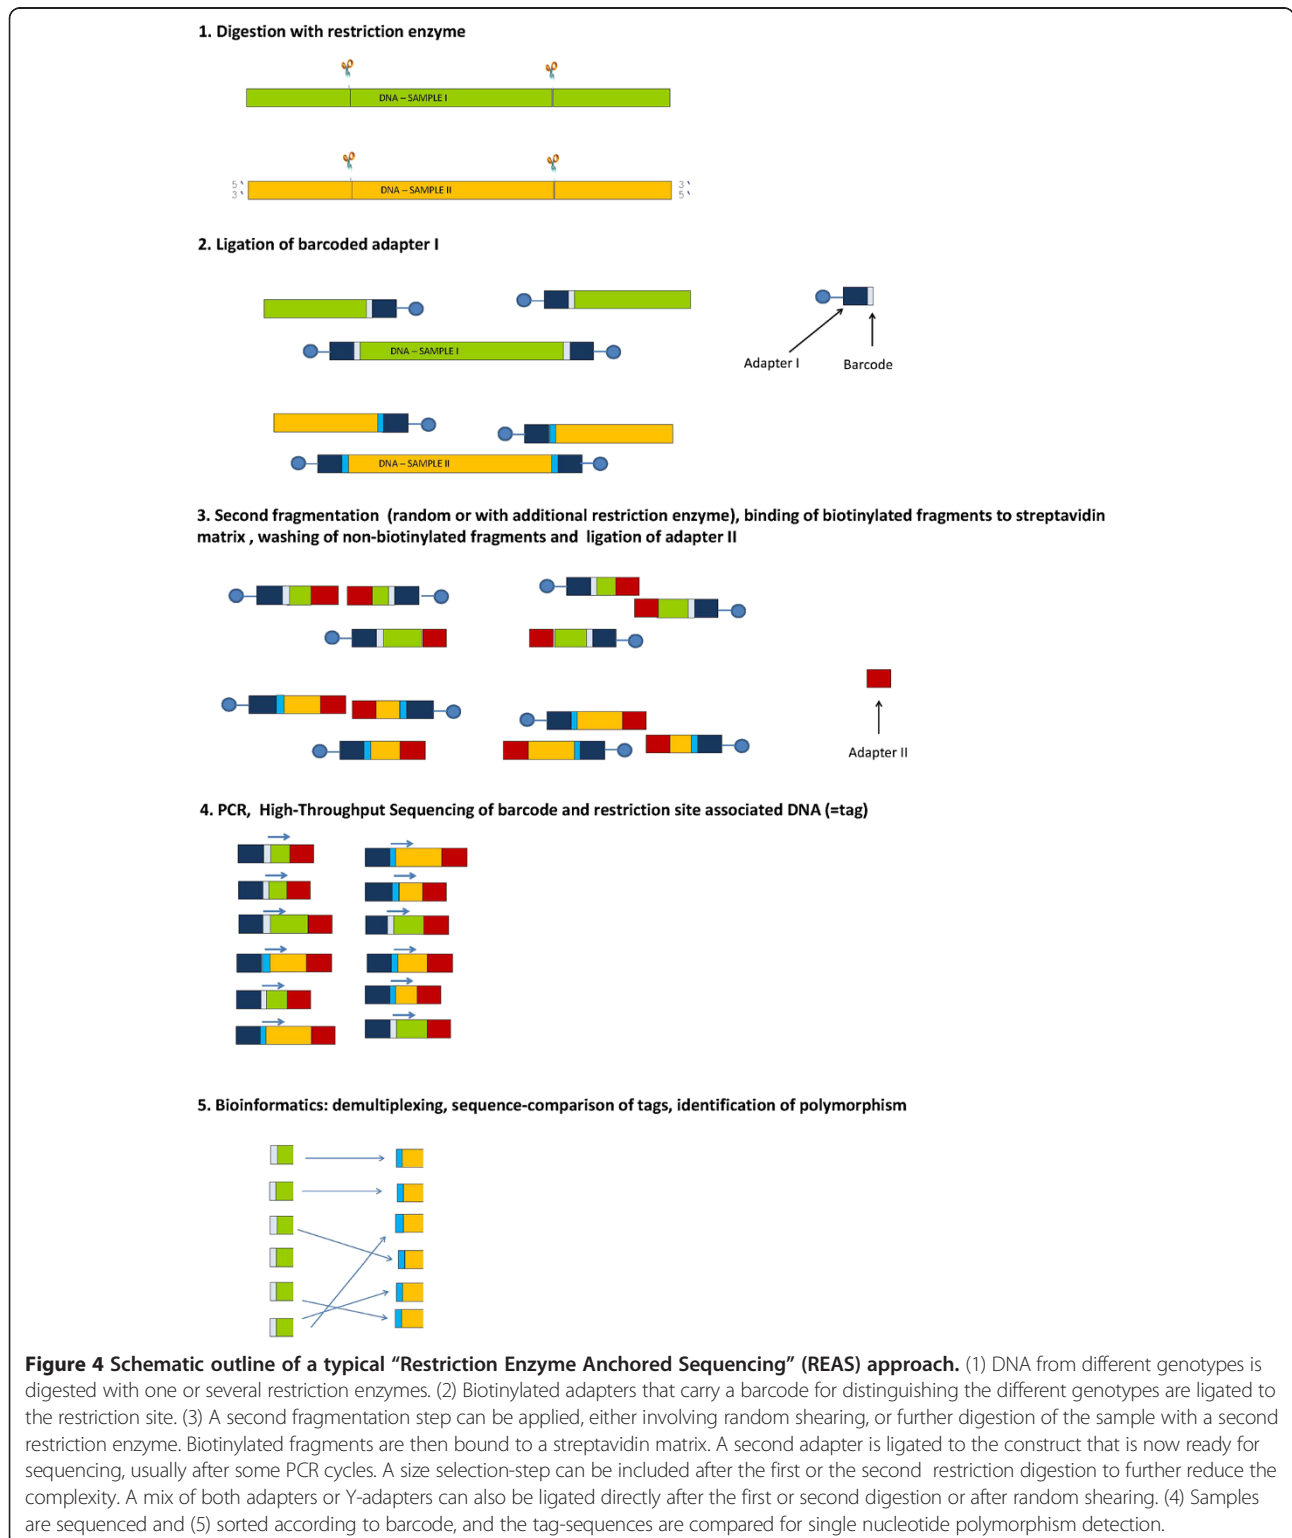 1. Digestion with restriction enzyme
DNA – SAMPLE I
5` 3`
DNA – SAMPLE II
3` 5`
2. Ligation of barcoded adapter I
DNA – SAMPLE I
Adapter I
Barcode
DNA – SAMPLE II
3. Second fragmentation (random or with additional restriction enzyme), binding of biotinylated fragments to streptavidin
matrix , washing of non-biotinylated fragments and ligation of adapter II
Adapter II
4. PCR, High-Throughput Sequencing of barcode and restriction site associated DNA (=tag)
5. Bioinformatics: demultiplexing, sequence-comparison of tags, identification of polymorphism
Figure 4 Schematic outline of a typical “Restriction Enzyme Anchored Sequencing” (REAS) approach. (1) DNA from different genotypes is
digested with one or several restriction enzymes. (2) Biotinylated adapters that carry a barcode for distinguishing the different genotypes are ligated to
the restriction site. (3) A second fragmentation step can be applied, either involving random shearing, or further digestion of the sample with a second
restriction enzyme. Biotinylated fragments are then bound to a streptavidin matrix. A second adapter is ligated to the construct that is now ready for
sequencing, usually after some PCR cycles. A size selection-step can be included after the first or the second restriction digestion to further reduce the
complexity. A mix of both adapters or Y-adapters can also be ligated directly after the first or second digestion or after random shearing. (4) Samples
are sequenced and (5) sorted according to barcode, and the tag-sequences are compared for single nucleotide polymorphism detection.